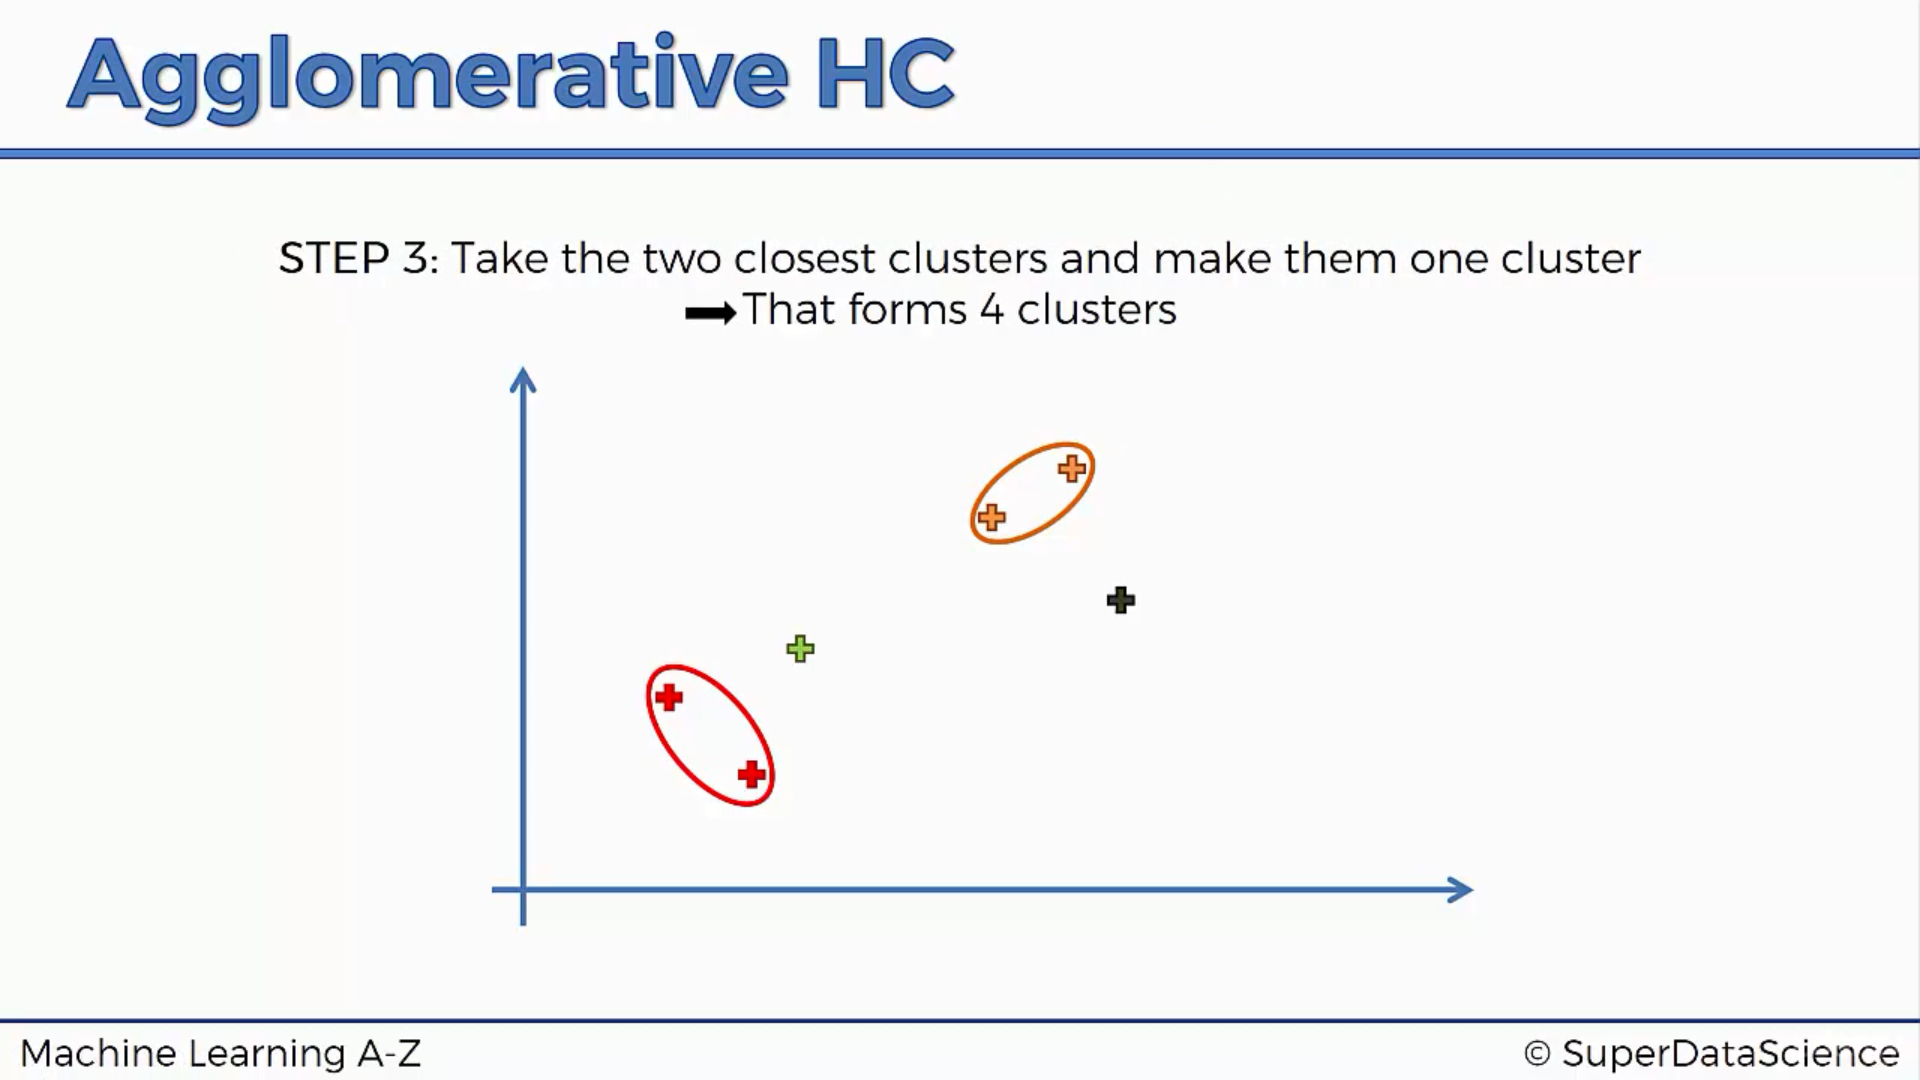 Agglomerative HC
STEP 3: Take the two closest clusters and make them one cluster
That forms 4 clusters
Machine Learning A-Z
© SuperDataScience